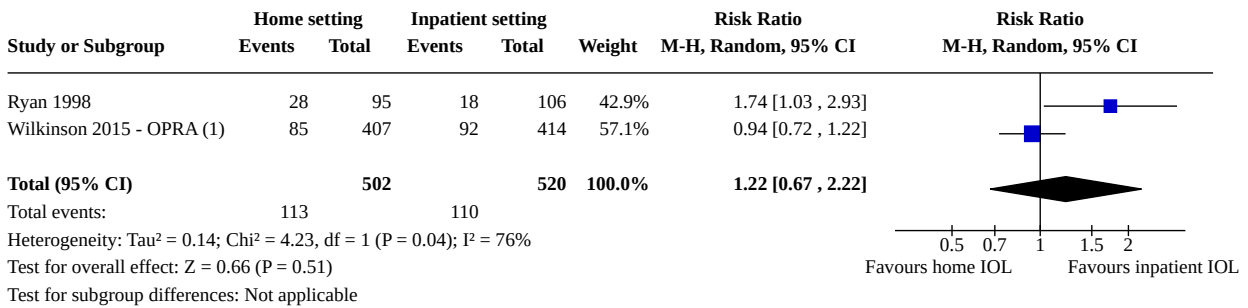 Home setting Inpatient setting Risk Ratio Risk Ratio
Study or Subgroup Events Total Events Total Weight M-H, Random, 95% CI M-H, Random, 95% CI
Ryan 1998 28 95 18 106 42.9% 1.74 [1.03 , 2.93]
Wilkinson 2015 - OPRA (1) 85 407 92 414 57.1% 0.94 [0.72 , 1.22]
Total (95% CI) 502 520 100.0% 1.22 [0.67 , 2.22]
Total events: 113 110
Heterogeneity: Tau² = 0.14; Chi² = 4.23, df = 1 (P = 0.04); I² = 76%
0.5 0.7 1 1.5 2
Test for overall effect: Z = 0.66 (P = 0.51) Favours home IOL Favours inpatient IOL
Test for subgroup differences: Not applicable